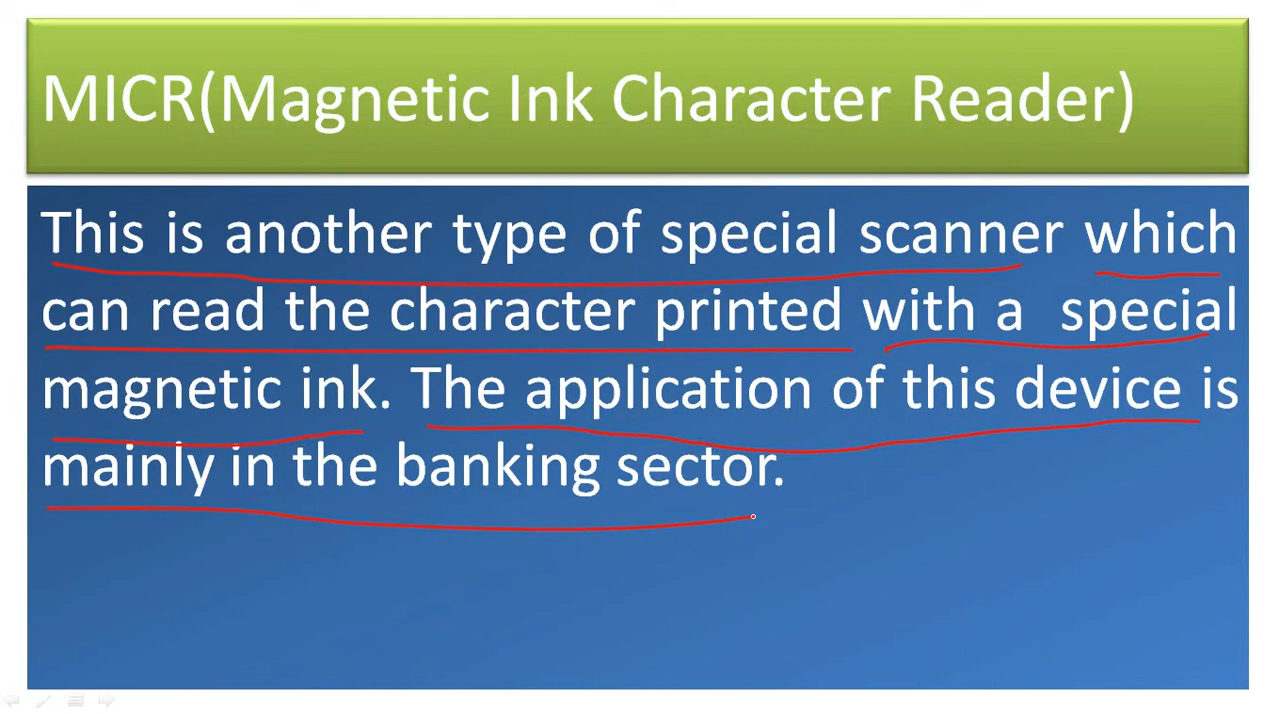 MICR(Magnetic Ink Character Reader)
This is another type of special scanner which
can read the character printed with a special
magnetic ink. The application of this device is
mainly in the banking sector.